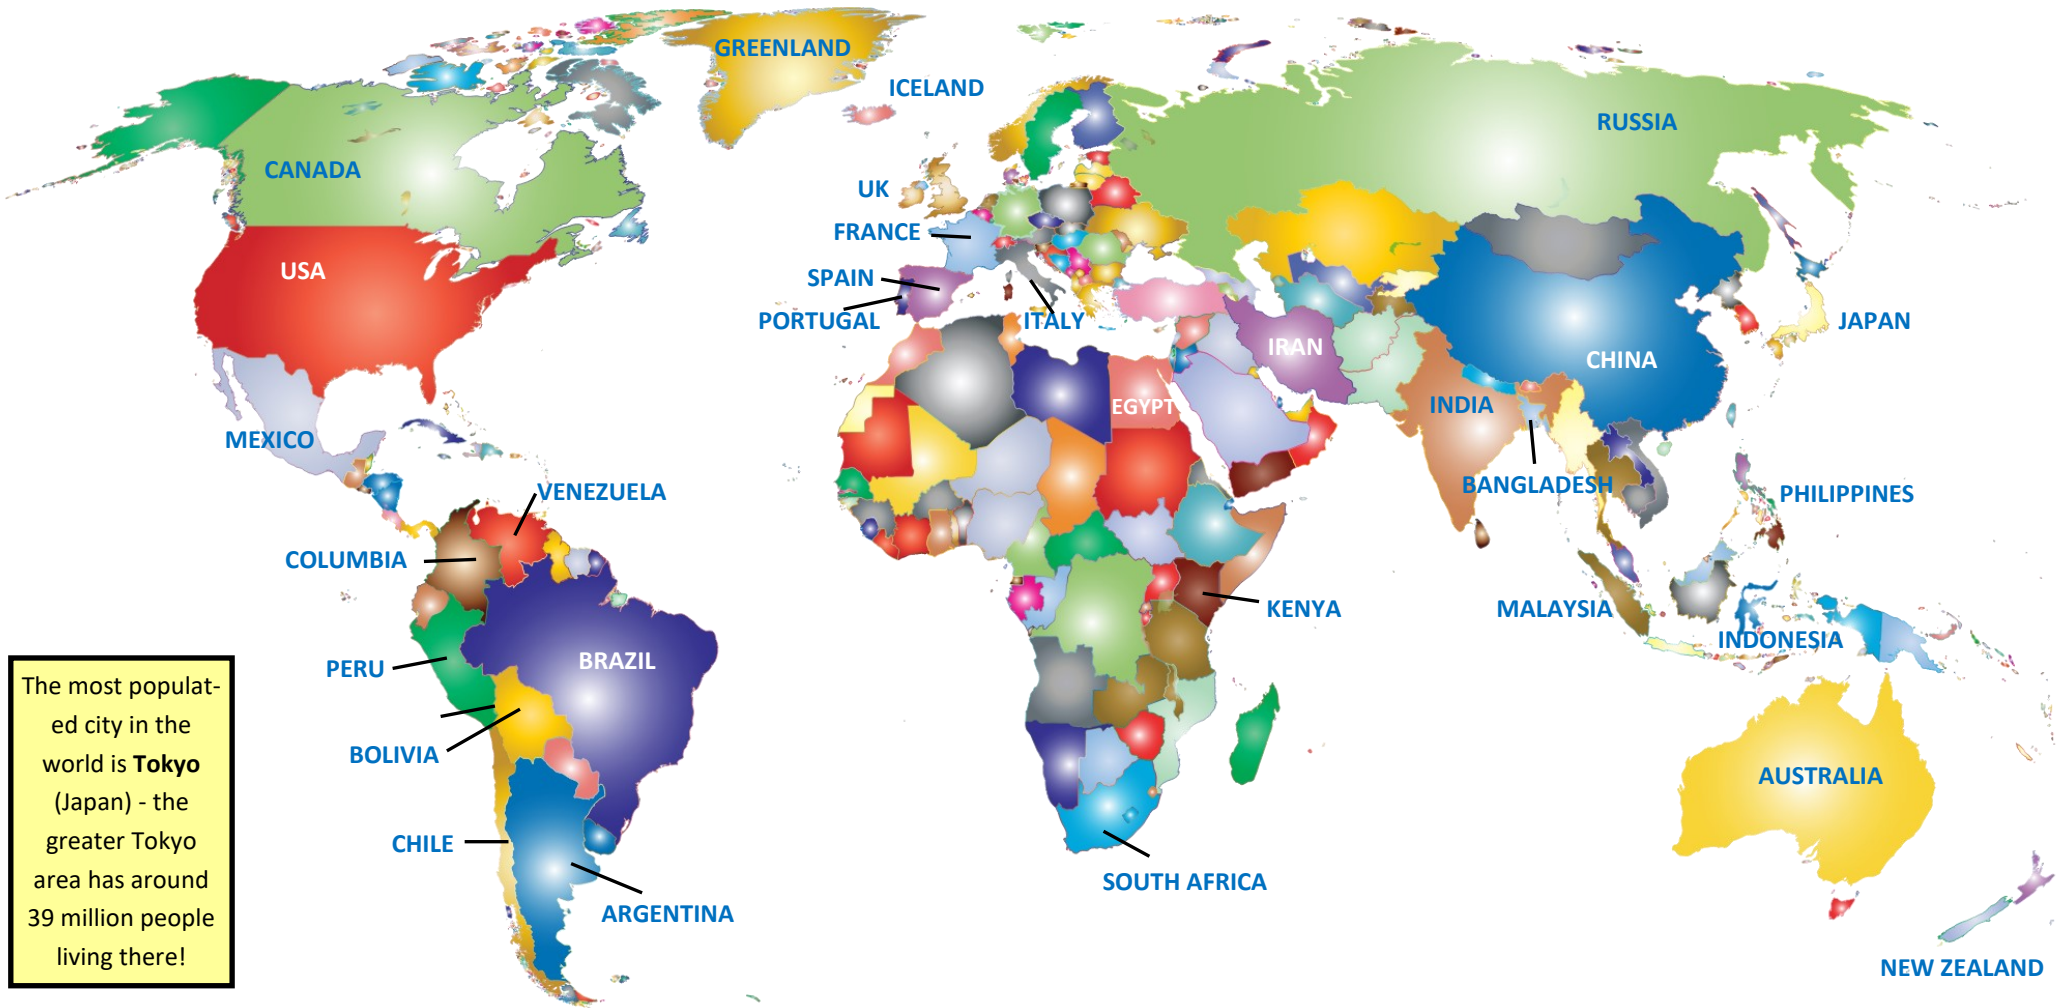 GREENLAND
ICELAND
RUSSIA
CANADA
UK
FRANCE
USA
SPAIN
PORTUGAL
ITALY
JAPAN
IRAN
CHINA
EGYPT
INDIA
MEXICO
BANGLADESH
VENEZUELA
PHILIPPINES
COLUMBIA
KENYA
MALAYSIA
INDONESIA
PERU
BRAZIL
BOLIVIA
AUSTRALIA
CHILE
SOUTH AFRICA
ARGENTINA
NEW ZEALAND
The most populat-
ed city in the
world is Tokyo
(Japan) - the
greater Tokyo
area has around
39 million people
living there!